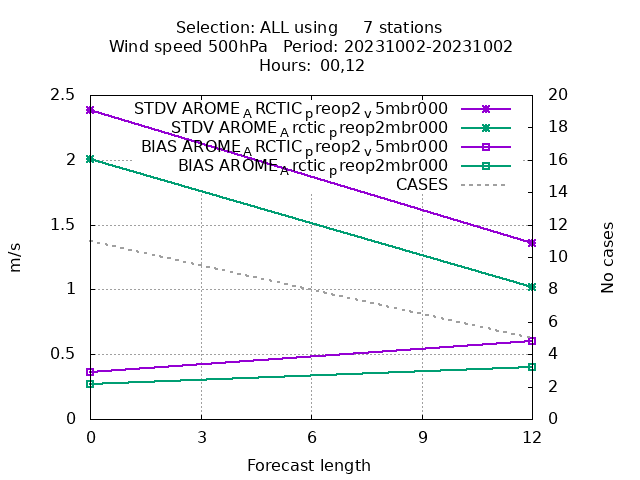 Selection: ALL using 7 stations
Wind speed 500hPa Period: 20231002-20231002
Hours: 00,12
STDV AROME_ARCTIC_preop2_v5mbr000
STDV AROME_Arctic_preop2mbr000
BIAS AROME_ARCTIC_preop2_v5mbr000
BIAS AROME_Arctic_preop2mbr000
CASES
m/s
2.5
2
1.5
1
0.5
0
20
18
16
14
12
10
8
6
4
2
0
No cases
0 3 6 9 12
Forecast length